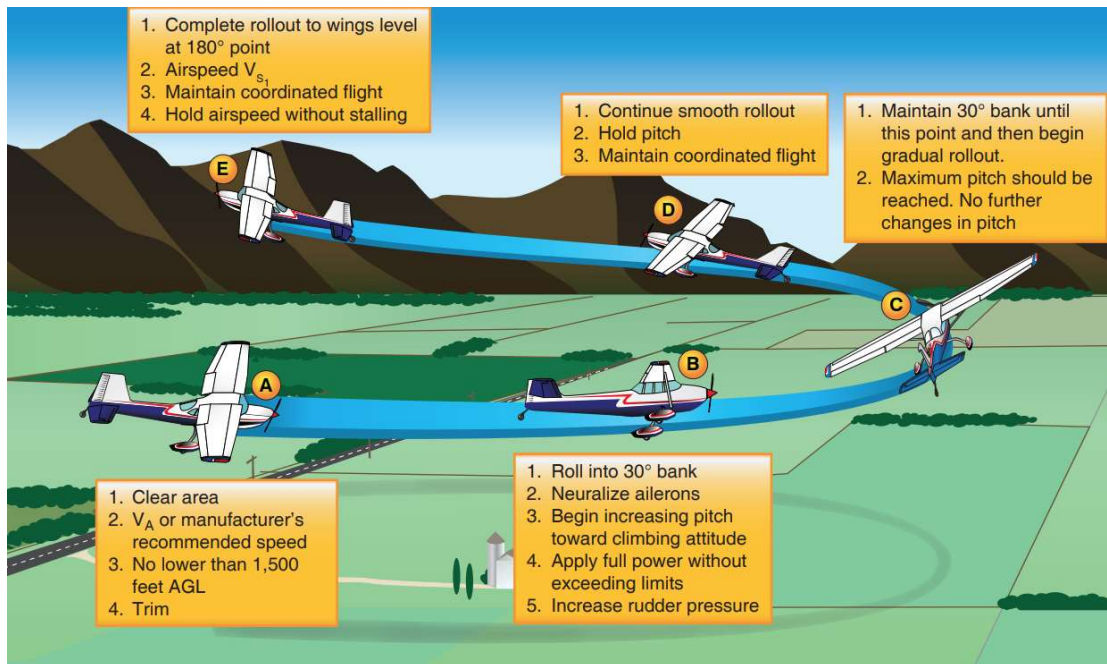 1. Complete rollout to wings level
at 180° point
2. Airspeed VS1
3. Maintain coordinated flight
4. Hold airspeed without stalling
1. Continue smooth rollout
2. Hold pitch
3. Maintain coordinated flight
1. Maintain 30° bank until
this point and then begin
gradual rollout.
2. Maximum pitch should be
reached. No further
changes in pitch
E
D
C
A
B
1. Clear area
2. VA or manufacturer's
recommended speed
3. No lower than 1,500
feet AGL
4. Trim
1. Roll into 30° bank
2. Neuralize ailerons
3. Begin increasing pitch
toward climbing attitude
4. Apply full power without
exceeding limits
5. Increase rudder pressure